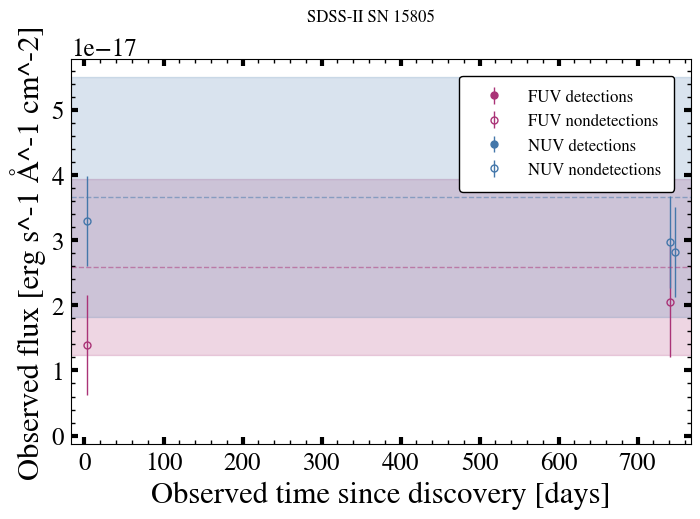 SDSS-II SN 15805
1e−17
Observed flux [erg s^-1 Å^-1 cm^-2]
5
4
3
2
1
0
FUV detections
FUV nondetections
NUV detections
NUV nondetections
0 100 200 300 400 500 600 700
Observed time since discovery [days]